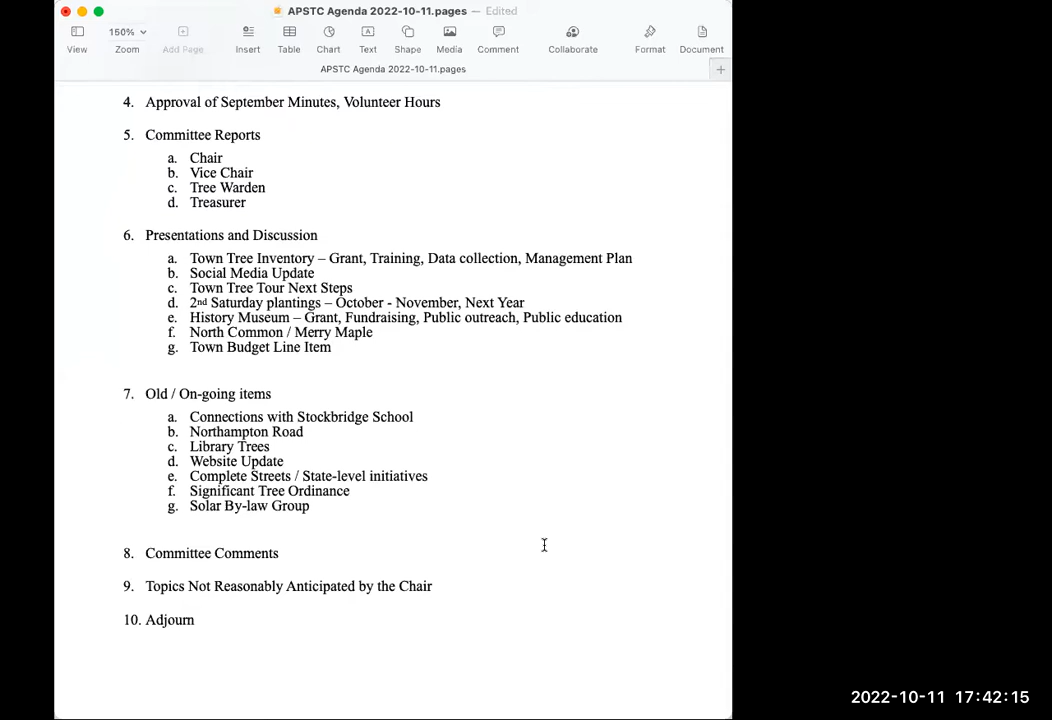 APSTC Agenda 2022-10-11.pages — Edited
150%
View Zoom Add Page Insert Table Chart Text Shape Media Comment Collaborate Format Document
APSTC Agenda 2022-10-11.pages
4. Approval of September Minutes, Volunteer Hours
5. Committee Reports
a. Chair
b. Vice Chair
c. Tree Warden
d. Treasurer
6. Presentations and Discussion
a. Town Tree Inventory – Grant, Training, Data collection, Management Plan
b. Social Media Update
c. Town Tree Tour Next Steps
d. 2nd Saturday plantings – October - November, Next Year
e. History Museum – Grant, Fundraising, Public outreach, Public education
f. North Common / Merry Maple
g. Town Budget Line Item
7. Old / On-going items
a. Connections with Stockbridge School
b. Northampton Road
c. Library Trees
d. Website Update
e. Complete Streets / State-level initiatives
f. Significant Tree Ordinance
g. Solar By-law Group
8. Committee Comments
9. Topics Not Reasonably Anticipated by the Chair
10. Adjourn
2022-10-11 17:42:15